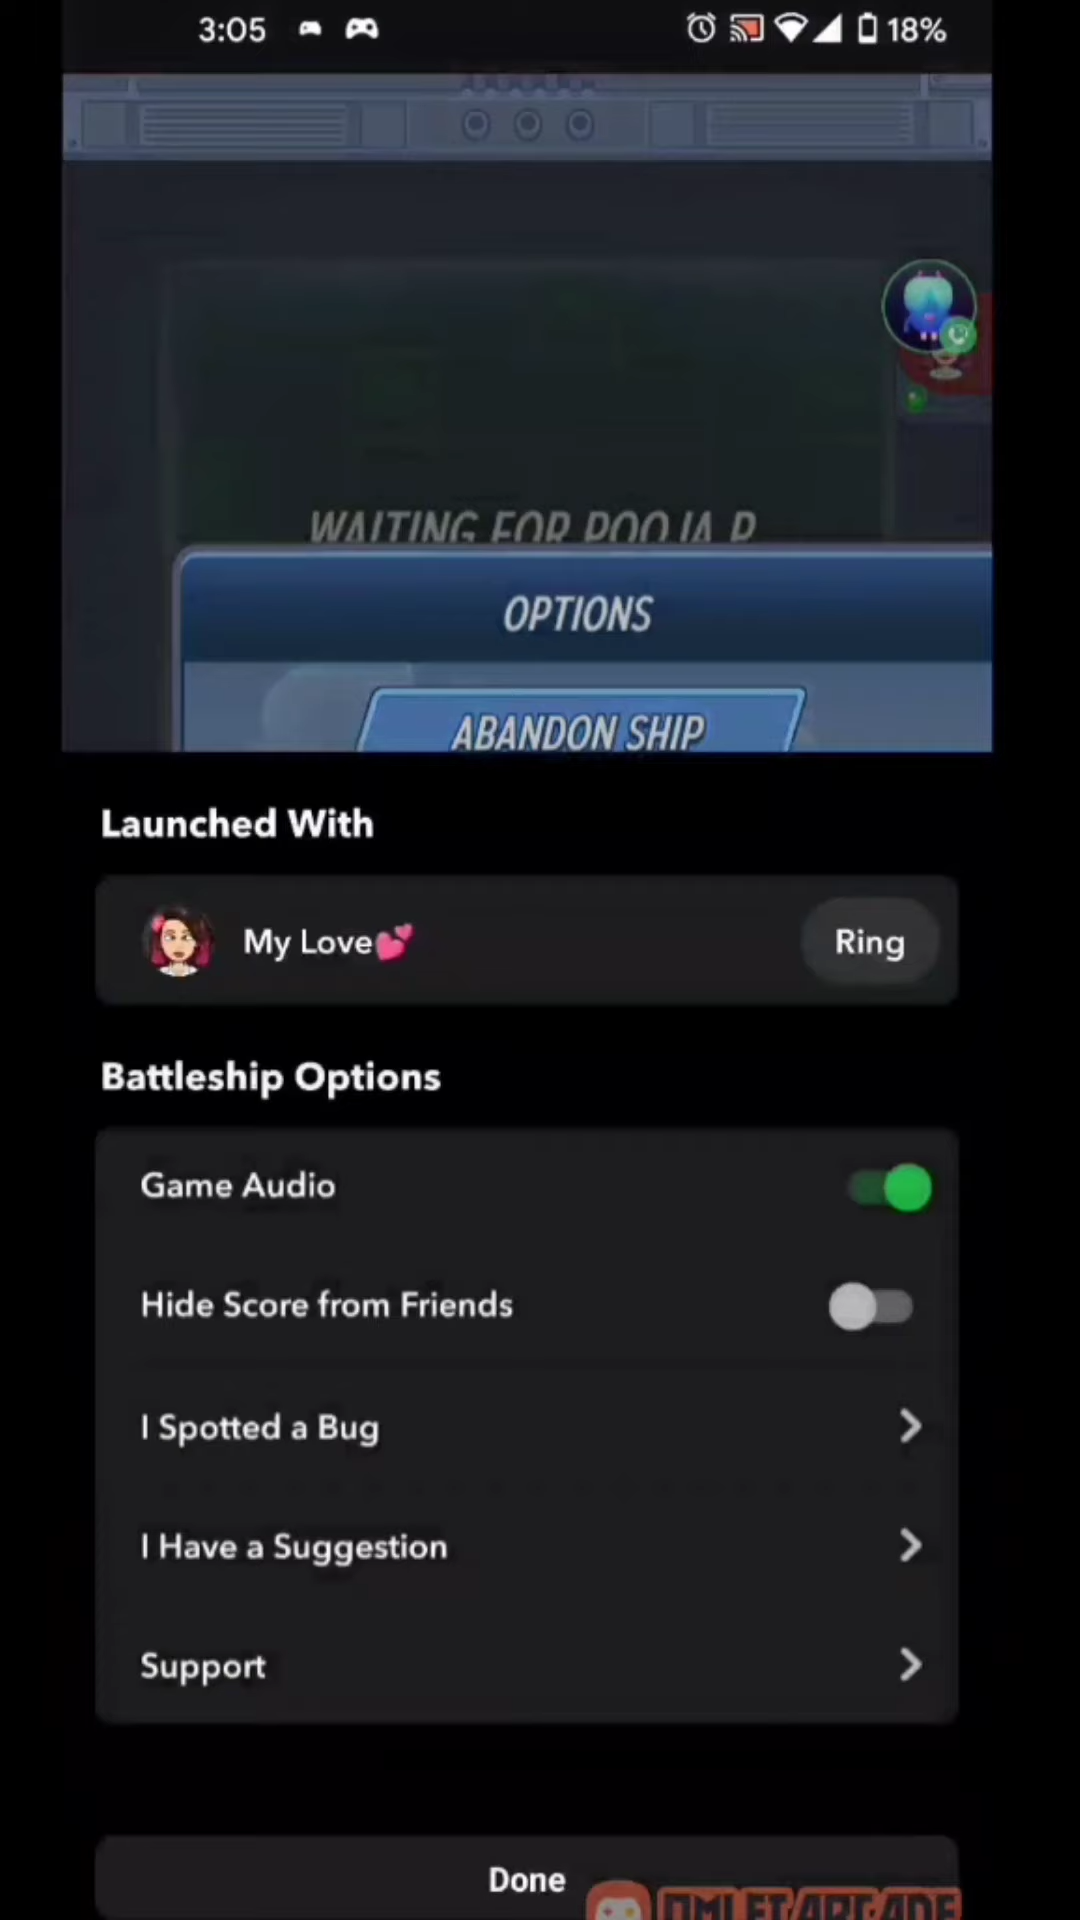 3:05 18%
WAITING FOR POOJA P
OPTIONS
ABANDON SHIP
Launched With
My Love💕 Ring
Battleship Options
Game Audio
Hide Score from Friends
I Spotted a Bug
I Have a Suggestion
Support
Done
OMLET ARCADE